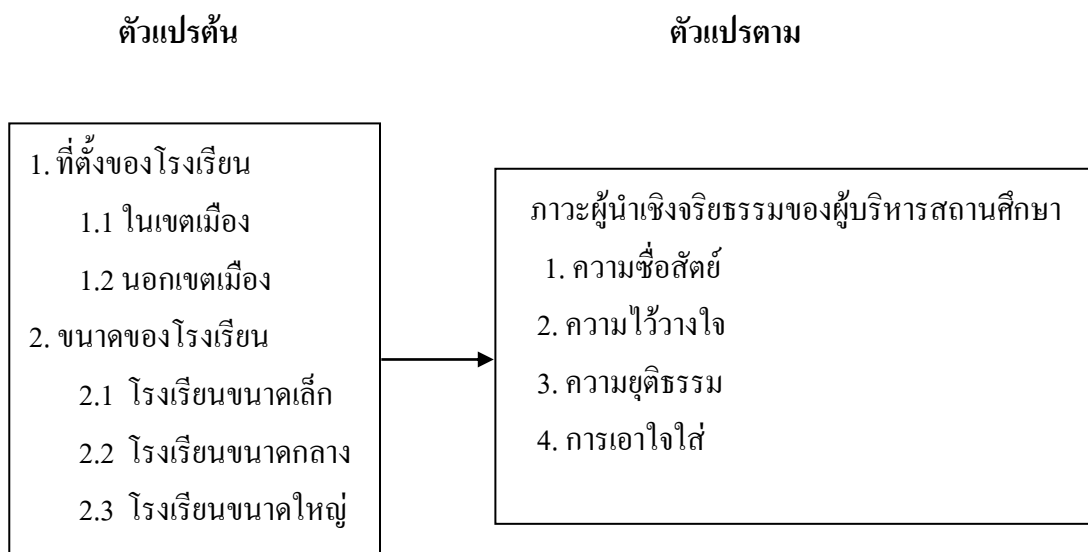 ตัวแปรต้น
ตัวแปรตาม
1. ที่ตั้งของโรงเรียน
1.1 ในเขตเมือง
1.2 นอกเขตเมือง
2. ขนาดของโรงเรียน
2.1 โรงเรียนขนาดเล็ก
2.2 โรงเรียนขนาดกลาง
2.3 โรงเรียนขนาดใหญ่
ภาวะผู้นำเชิงจริยธรรมของผู้บริหารสถานศึกษา
1. ความซื่อสัตย์
2. ความไว้วางใจ
3. ความยุติธรรม
4. การเอาใจใส่